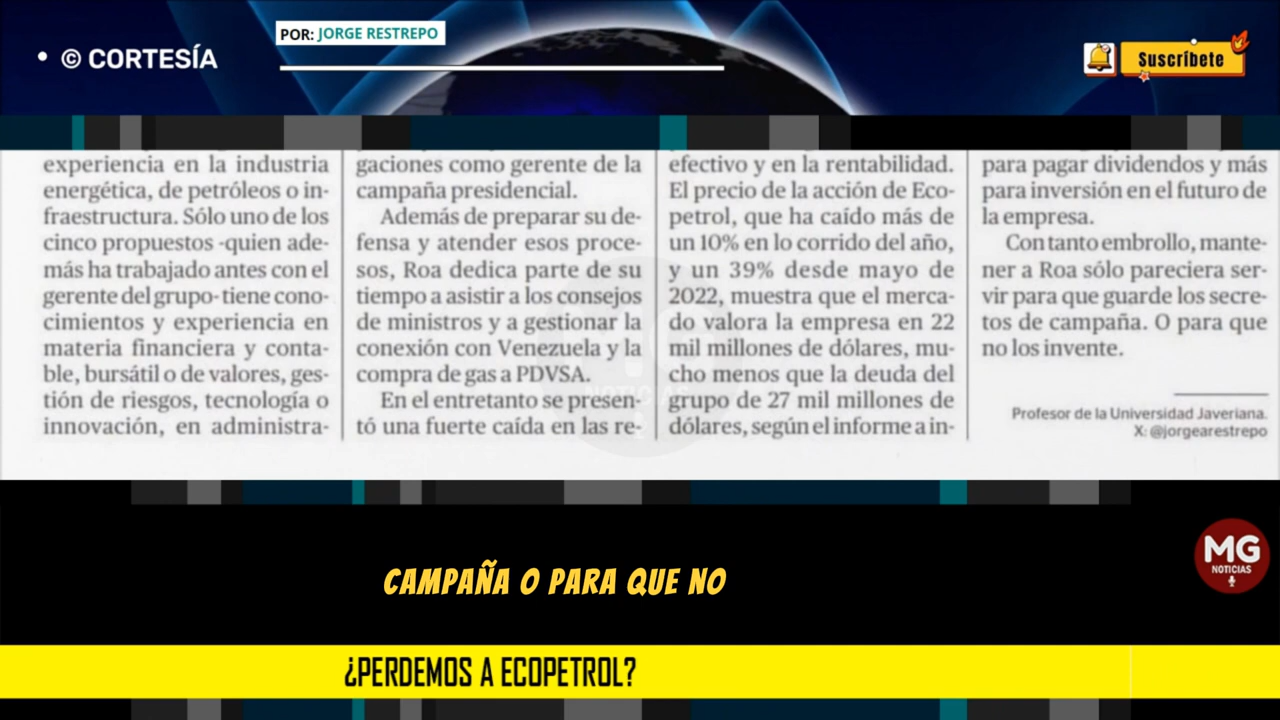 POR: JORGE RESTREPO
• © CORTESÍA
Suscríbete
experiencia en la industria
energética, de petróleos o in-
fraestructura. Sólo uno de los
cinco propuestos -quien ade-
más ha trabajado antes con el
gerente del grupo- tiene cono-
cimientos y experiencia en
materia financiera y conta-
ble, bursátil o de valores, ges-
tión de riesgos, tecnología o
innovación, en administra-
gaciones como gerente de la
campaña presidencial.
Además de preparar su de-
fensa y atender esos proce-
sos, Roa dedica parte de su
tiempo a asistir a los consejos
de ministros y a gestionar la
conexión con Venezuela y la
compra de gas a PDVSA.
En el entretanto se presen-
tó una fuerte caída en las re-
efectivo y en la rentabilidad.
El precio de la acción de Eco-
petrol, que ha caído más de
un 10% en lo corrido del año,
y un 39% desde mayo de
2022, muestra que el merca-
do valora la empresa en 22
mil millones de dólares, mu-
cho menos que la deuda del
grupo de 27 mil millones de
dólares, según el informe a in-
para pagar dividendos y más
para inversión en el futuro de
la empresa.
Con tanto embrollo, mante-
ner a Roa sólo pareciera ser-
vir para que guarde los secre-
tos de campaña. O para que
no los invente.
Profesor de la Universidad Javeriana.
X: @jorgearestrepo
MG
NOTICIAS
CAMPAÑA O PARA QUE NO
MG
NOTICIAS
¿PERDEMOS A ECOPETROL?